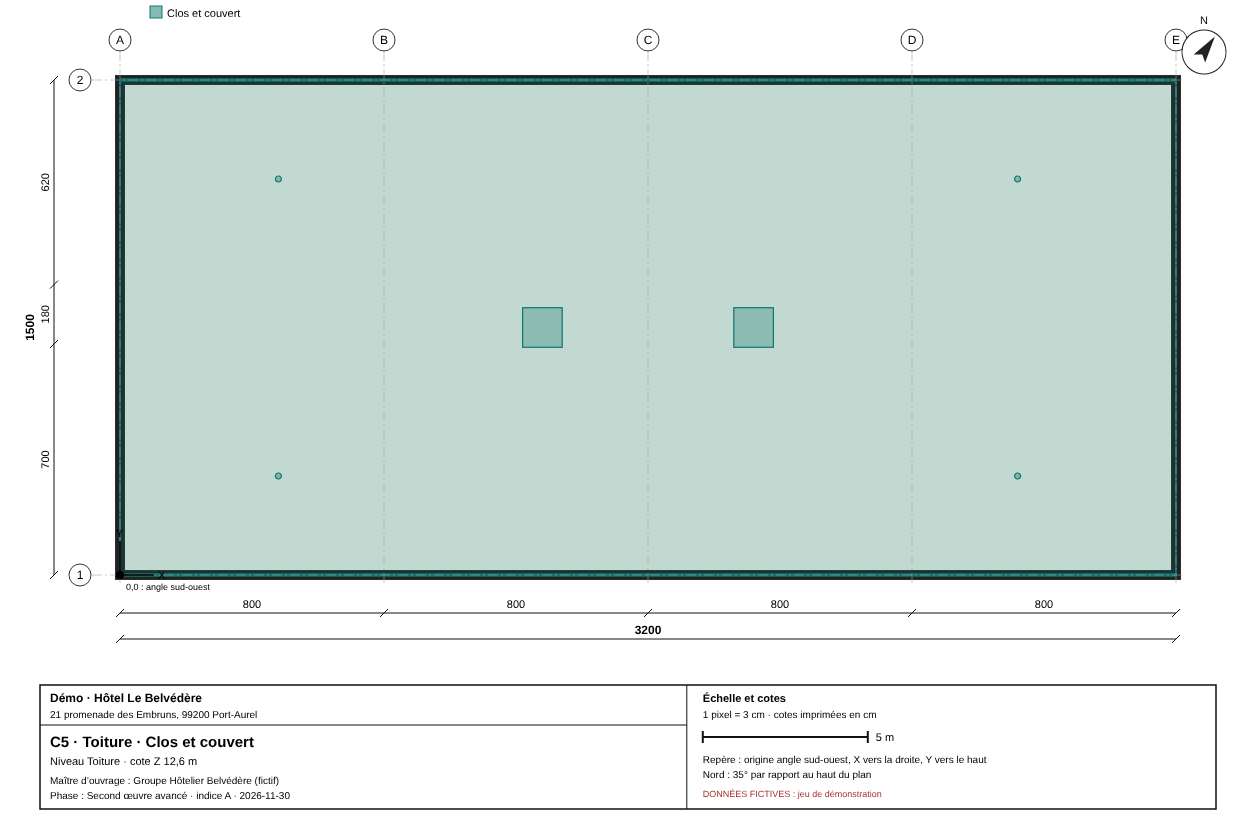 Clos et couvert
N
A
B
C
D
E
2
620
180
1500
700
1
0,0 : angle sud-ouest
800
800
800
800
3200
Démo · Hôtel Le Belvédère
21 promenade des Embruns, 99200 Port-Aurel
C5 · Toiture · Clos et couvert
Niveau Toiture · cote Z 12,6 m
Maître d'ouvrage : Groupe Hôtelier Belvédère (fictif)
Phase : Second œuvre avancé · indice A · 2026-11-30
Échelle et cotes
1 pixel = 3 cm · cotes imprimées en cm
5 m
Repère : origine angle sud-ouest, X vers la droite, Y vers le haut
Nord : 35° par rapport au haut du plan
DONNÉES FICTIVES : jeu de démonstration